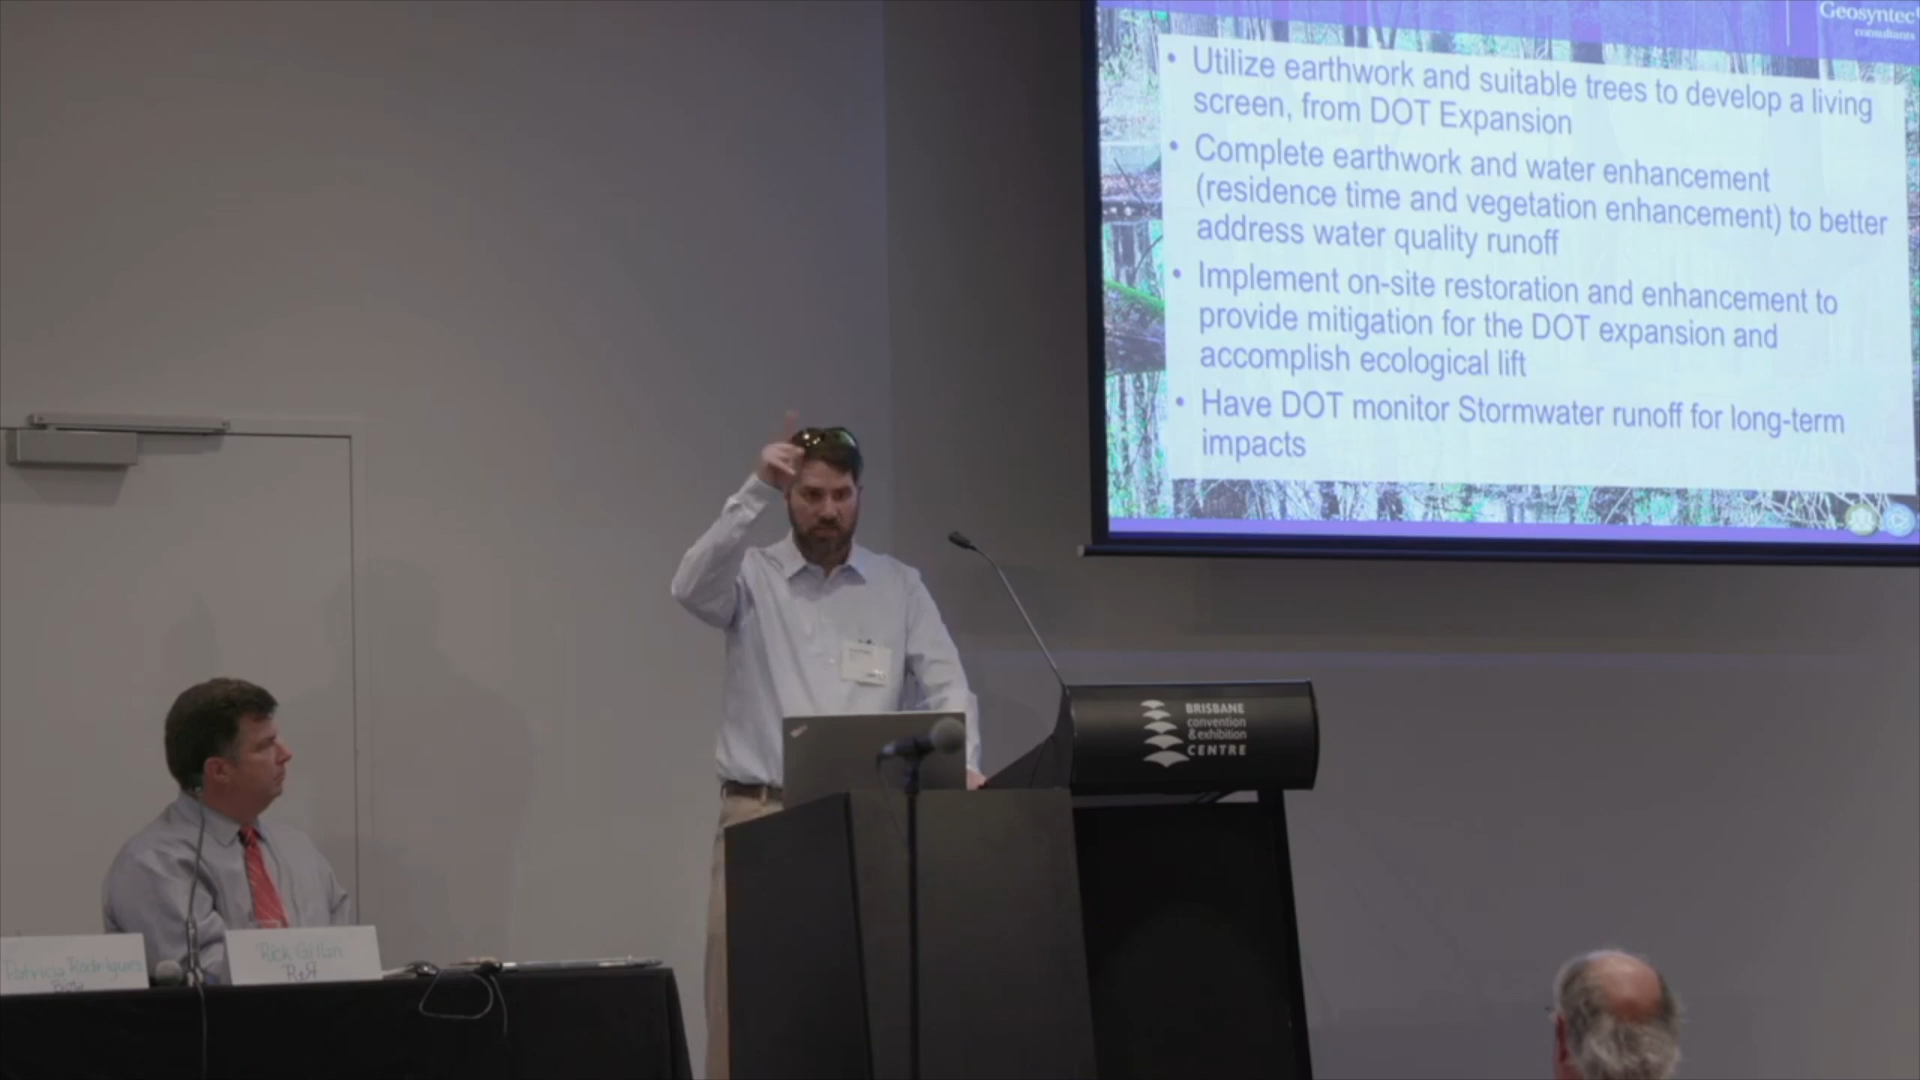 Geosyntec
consultants
• Utilize earthwork and suitable trees to develop a living
screen, from DOT Expansion
• Complete earthwork and water enhancement
(residence time and vegetation enhancement) to better
address water quality runoff
• Implement on-site restoration and enhancement to
provide mitigation for the DOT expansion and
accomplish ecological lift
• Have DOT monitor Stormwater runoff for long-term
impacts
BRISBANE
convention
& exhibition
CENTRE
Patricia Rodrigues
Rick